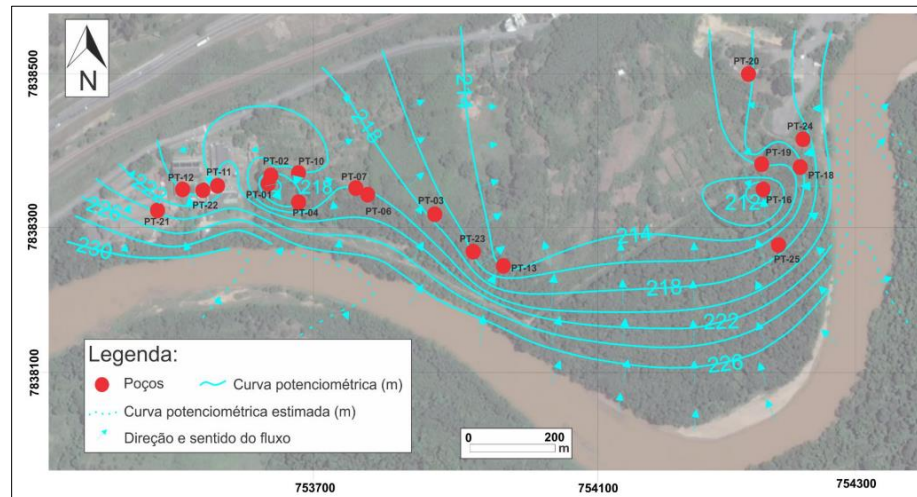 N
7838500
7838300
7838100
753700
754100
754300
PT-20
PT-24
PT-19
PT-18
PT-16
PT-25
PT-02
PT-10
PT-11
PT-12
PT-22
PT-21
PT-01
PT-04
PT-07
PT-06
PT-03
PT-23
PT-13
218
214
218
226
230
212
214
218
222
226
Legenda:
Poços
Curva potenciométrica (m)
Curva potenciométrica estimada (m)
Direção e sentido do fluxo
0
200
m